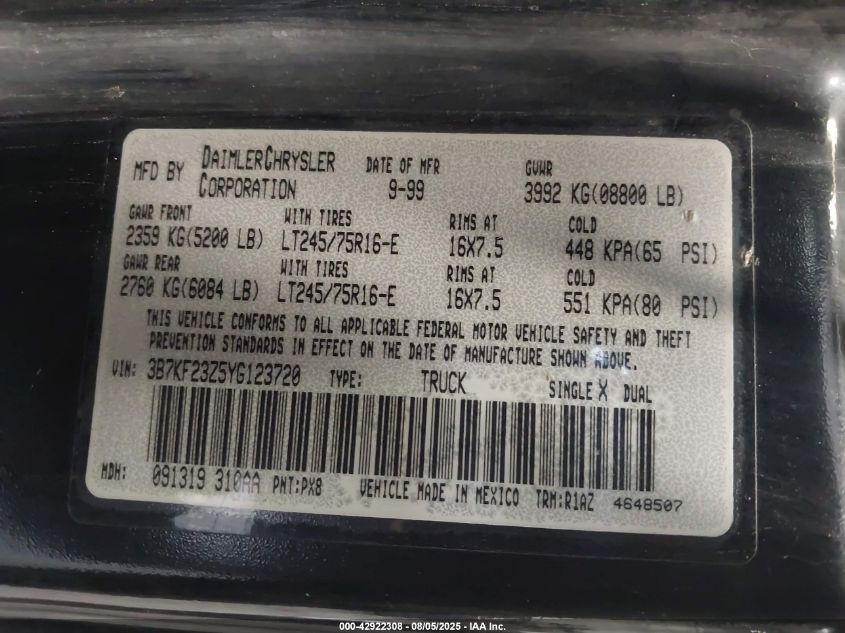 MFD BY DAIMLERCHRYSLER CORPORATION DATE OF MFR 9-99 GVWR 3992 KG(08800 LB)
GAWR FRONT WITH TIRES RIMS AT COLD
2359 KG(5200 LB) LT245/75R16-E 16X7.5 448 KPA(65 PSI)
GAWR REAR WITH TIRES RIMS AT COLD
2760 KG(6084 LB) LT245/75R16-E 16X7.5 551 KPA(80 PSI)
THIS VEHICLE CONFORMS TO ALL APPLICABLE FEDERAL MOTOR VEHICLE SAFETY AND THEFT
PREVENTION STANDARDS IN EFFECT ON THE DATE OF MANUFACTURE SHOWN ABOVE.
VIN: 3B7KF23Z5YG123720 TYPE: TRUCK SINGLE X DUAL
MDH: 091319 310AA PNT:PX8 VEHICLE MADE IN MEXICO TRM:R1AZ 4648507
000-42922308 - 08/05/2025 - IAA Inc.